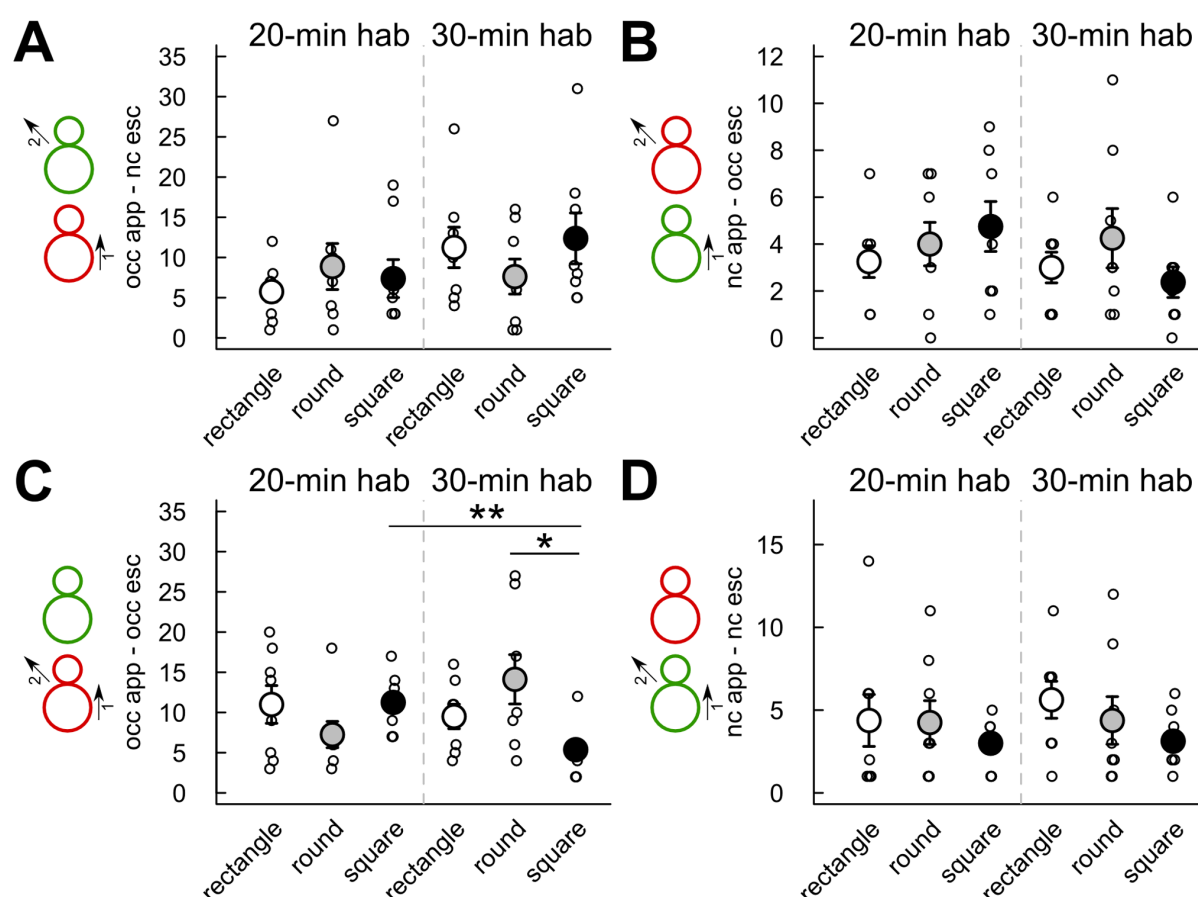 A
20-min hab 30-min hab
occ app - nc esc
35
30
25
20
15
10
5
0
2
1
rectangle round square rectangle round square
B
20-min hab 30-min hab
nc app - occ esc
12
10
8
6
4
2
0
2
1
rectangle round square rectangle round square
C
20-min hab 30-min hab
occ app - occ esc
35
30
25
20
15
10
5
0
**
*
2
1
rectangle round square rectangle round square
D
20-min hab 30-min hab
nc app - nc esc
15
10
5
0
2
1
rectangle round square rectangle round square